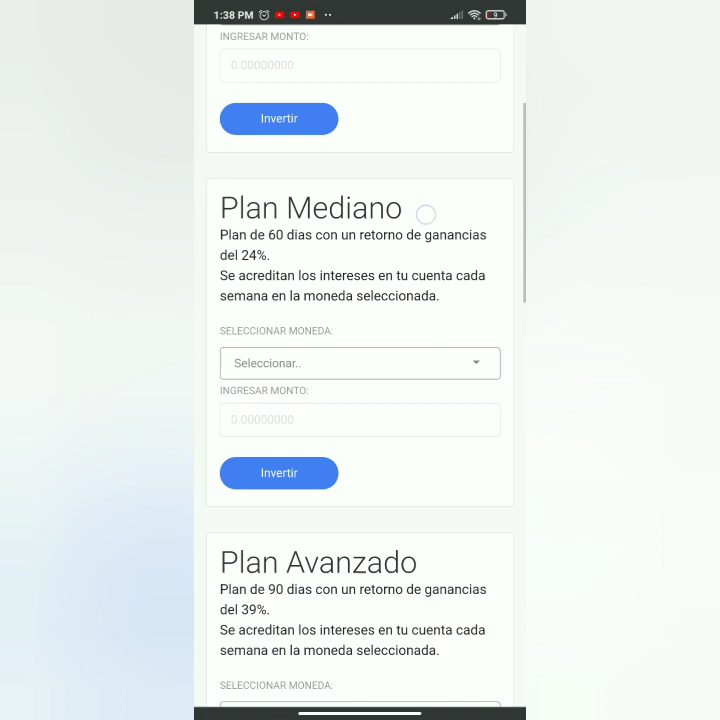 1:38 PM
9
INGRESAR MONTO:
0.00000000
Invertir
Plan Mediano
Plan de 60 dias con un retorno de ganancias
del 24%.
Se acreditan los intereses en tu cuenta cada
semana en la moneda seleccionada.
SELECCIONAR MONEDA:
Seleccionar..
INGRESAR MONTO:
0.00000000
Invertir
Plan Avanzado
Plan de 90 dias con un retorno de ganancias
del 39%.
Se acreditan los intereses en tu cuenta cada
semana en la moneda seleccionada.
SELECCIONAR MONEDA: